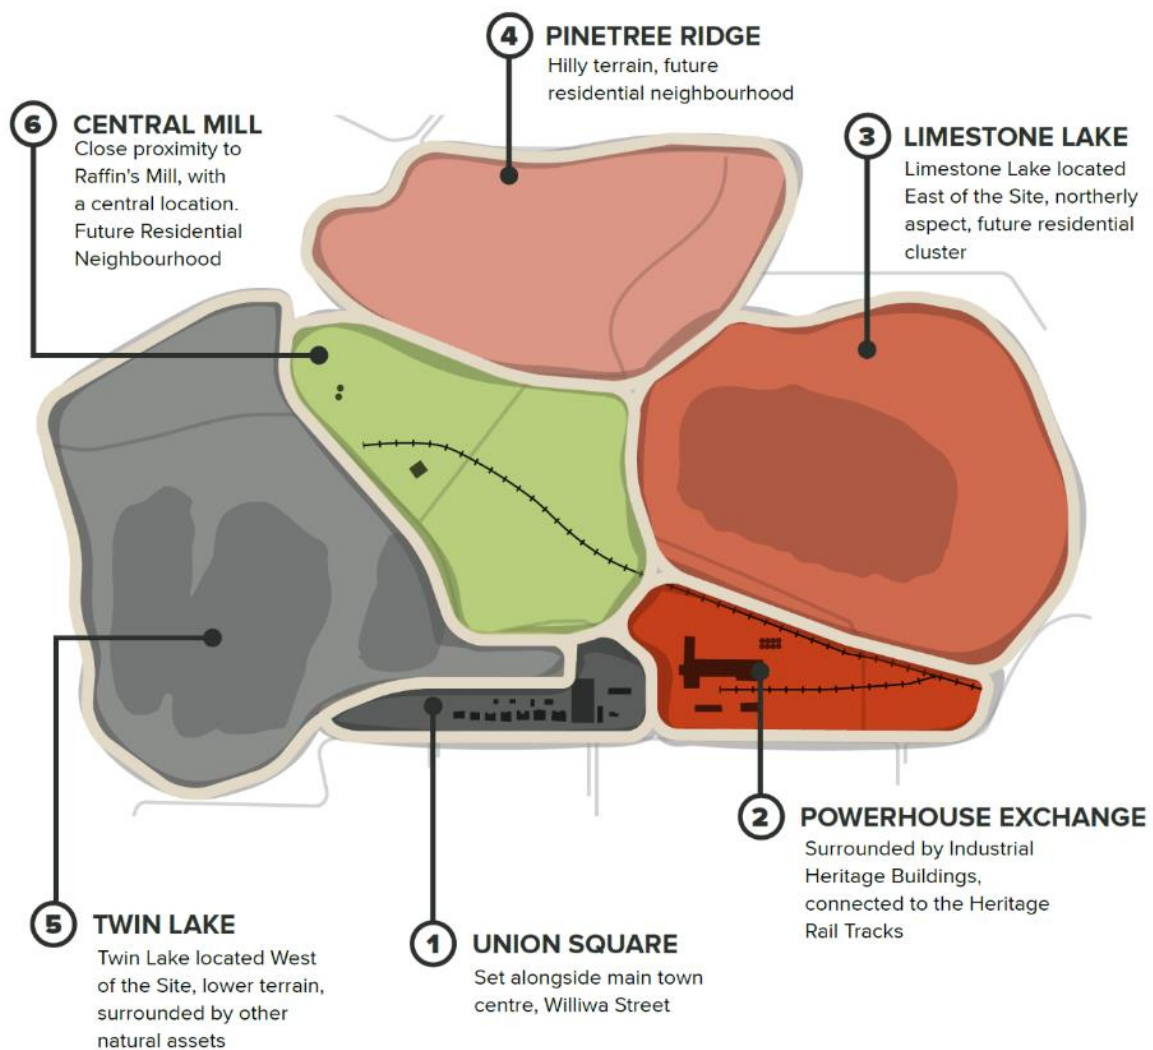 4 PINETREE RIDGE
Hilly terrain, future
residential neighbourhood
6 CENTRAL MILL
Close proximity to
Raffin's Mill, with
a central location.
Future Residential
Neighbourhood
3 LIMESTONE LAKE
Limestone Lake located
East of the Site, northerly
aspect, future residential
cluster
2 POWERHOUSE EXCHANGE
Surrounded by Industrial
Heritage Buildings,
connected to the Heritage
Rail Tracks
5 TWIN LAKE
Twin Lake located West
of the Site, lower terrain,
surrounded by other
natural assets
1 UNION SQUARE
Set alongside main town
centre, Williwa Street